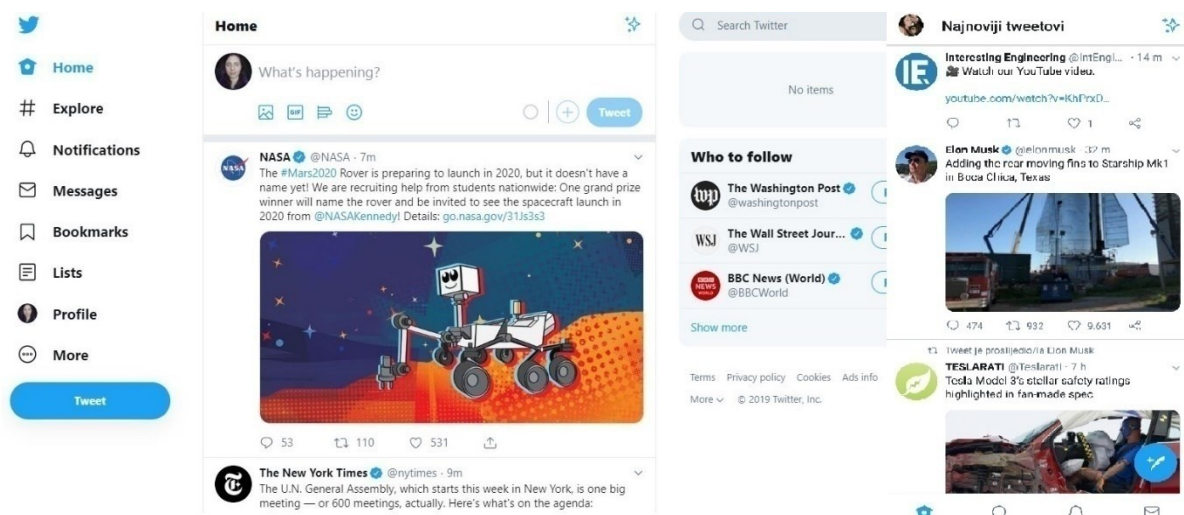 Home
Explore
Notifications
Messages
Bookmarks
Lists
Profile
More
Tweet
Home
What's happening?
GIF
Tweet
NASA @NASA · 7m
The #Mars2020 Rover is preparing to launch in 2020, but it doesn't have a
name yet! We are recruiting help from students nationwide: One grand prize
winner will name the rover and be invited to see the spacecraft launch in
2020 from @NASAKennedy! Details: go.nasa.gov/31Js3s3
53 110 531
The New York Times @nytimes · 9m
The U.N. General Assembly, which starts this week in New York, is one big
meeting — or 600 meetings, actually. Here's what's on the agenda:
Search Twitter
No items
Who to follow
The Washington Post
@washingtonpost
The Wall Street Jour...
@WSJ
BBC News (World)
@BBCWorld
Show more
Terms Privacy policy Cookies Ads info
More © 2019 Twitter, Inc.
Najnoviji tweetovi
Interesting Engineering @IntEngi... · 14 m
Watch our YouTube video.
youtube.com/watch?v=KhPrxD...
1
Elon Musk @elonmusk · 32 m
Adding the rear moving fins to Starship Mk1
in Boca Chica, Texas
474 932 9.631
Tweet je proslijedio/la Elon Musk
TESLARATI @Teslarati · 7 h
Tesla Model 3's stellar safety ratings
highlighted in fan-made spec